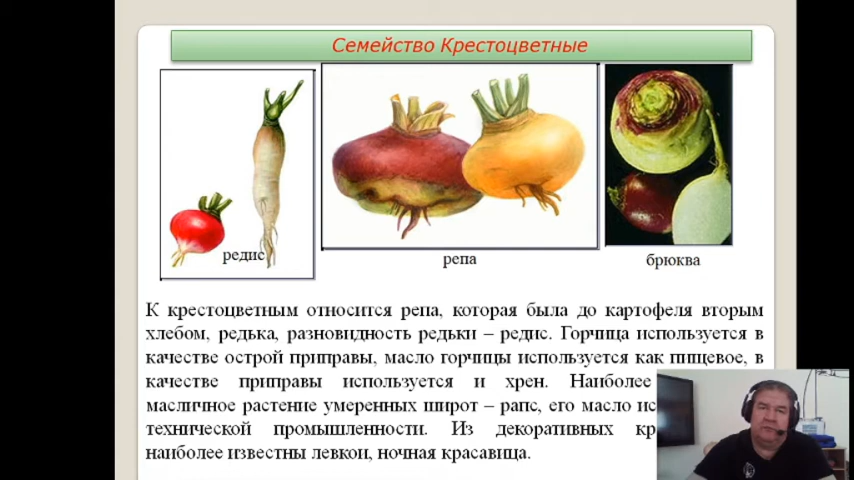 Семейство Крестоцветные
редис
репа
брюква
К крестоцветным относится репа, которая была до картофеля вторым
хлебом, редька, разновидность редьки – редис. Горчица используется в
качестве острой приправы, масло горчицы используется как пищевое, в
качестве приправы используется и хрен. Наиболее
масличное растение умеренных широт – рапс, его масло
технической промышленности. Из декоративных
наиболее известны левкои, ночная красавица.